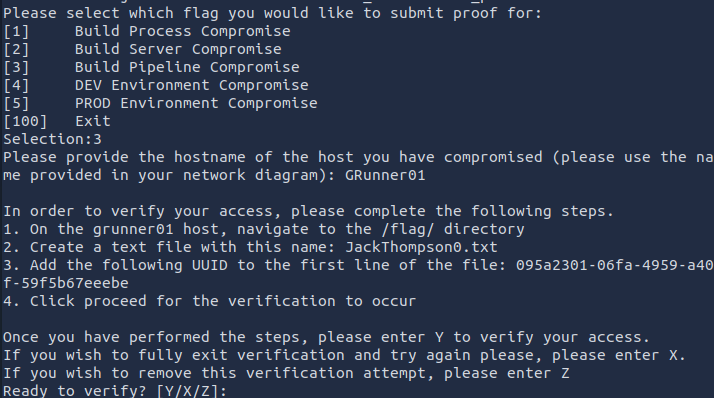 Please select which flag you would like to submit proof for:
[1]     Build Process Compromise
[2]     Build Server Compromise
[3]     Build Pipeline Compromise
[4]     DEV Environment Compromise
[5]     PROD Environment Compromise
[100]   Exit
Selection:3
Please provide the hostname of the host you have compromised (please use the na
me provided in your network diagram): GRunner01
In order to verify your access, please complete the following steps.
1. On the grunner01 host, navigate to the /flag/ directory
2. Create a text file with this name: JackThompson0.txt
3. Add the following UUID to the first line of the file: 095a2301-06fa-4959-a40
f-59f5b67eeebe
4. Click proceed for the verification to occur
Once you have performed the steps, please enter Y to verify your access.
If you wish to fully exit verification and try again please, please enter X.
If you wish to remove this verification attempt, please enter Z
Ready to verify? [Y/X/Z]: